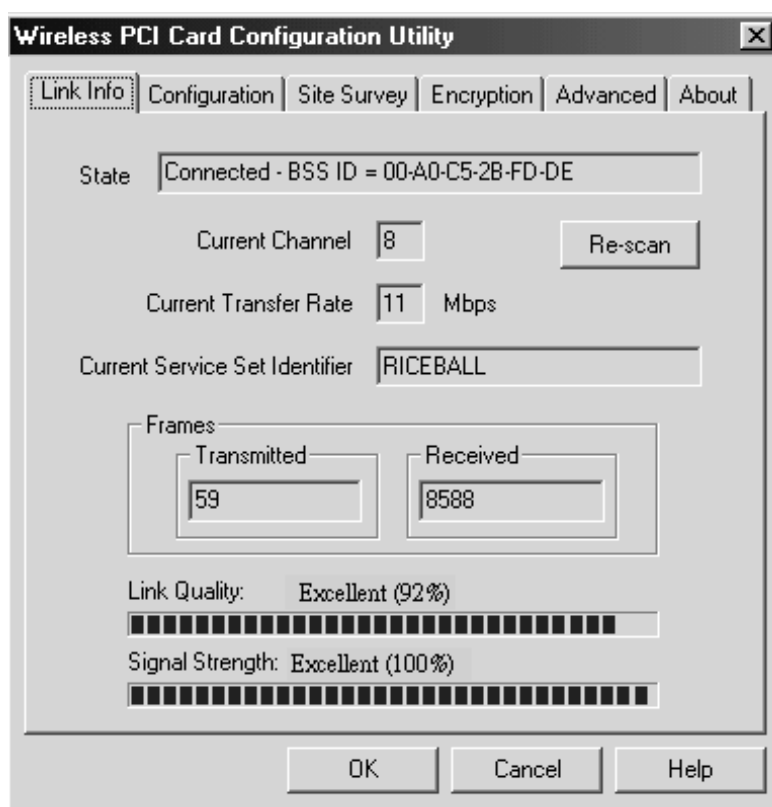 Wireless PCI Card Configuration Utility
Link Info Configuration Site Survey Encryption Advanced About
State Connected - BSS ID = 00-A0-C5-2B-FD-DE
Current Channel 8 Re-scan
Current Transfer Rate 11 Mbps
Current Service Set Identifier RICEBALL
Frames
Transmitted Received
59 8588
Link Quality: Excellent (92%)
Signal Strength: Excellent (100%)
OK Cancel Help